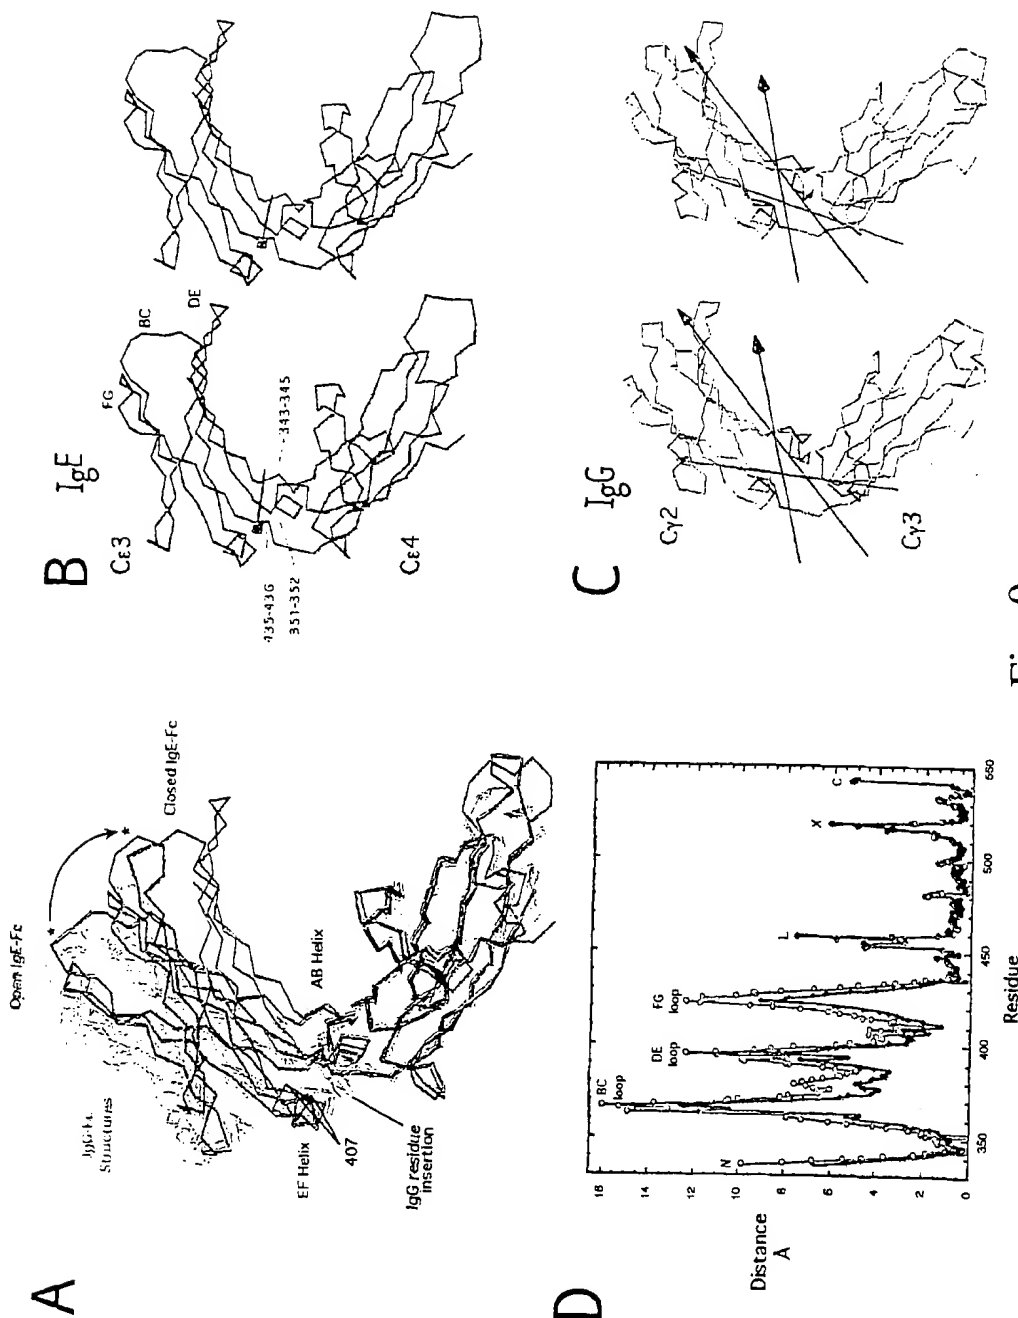 A
Open IgE-Fc
IgG-Fc
Structures
Closed IgE-Fc
*
*
AB Helix
EF Helix
407
IgG residue
insertion
B
IgE
Cε3
FG
BC
DE
435-436
351-352
343-345
Cε4
C
IgG
Cγ2
Cγ3
D
Distance
A
16
14
12
10
8
6
4
2
0
N
BC
loop
DE
loop
FG
loop
L
X
C
350
400
450
500
550
Residue
Fig.